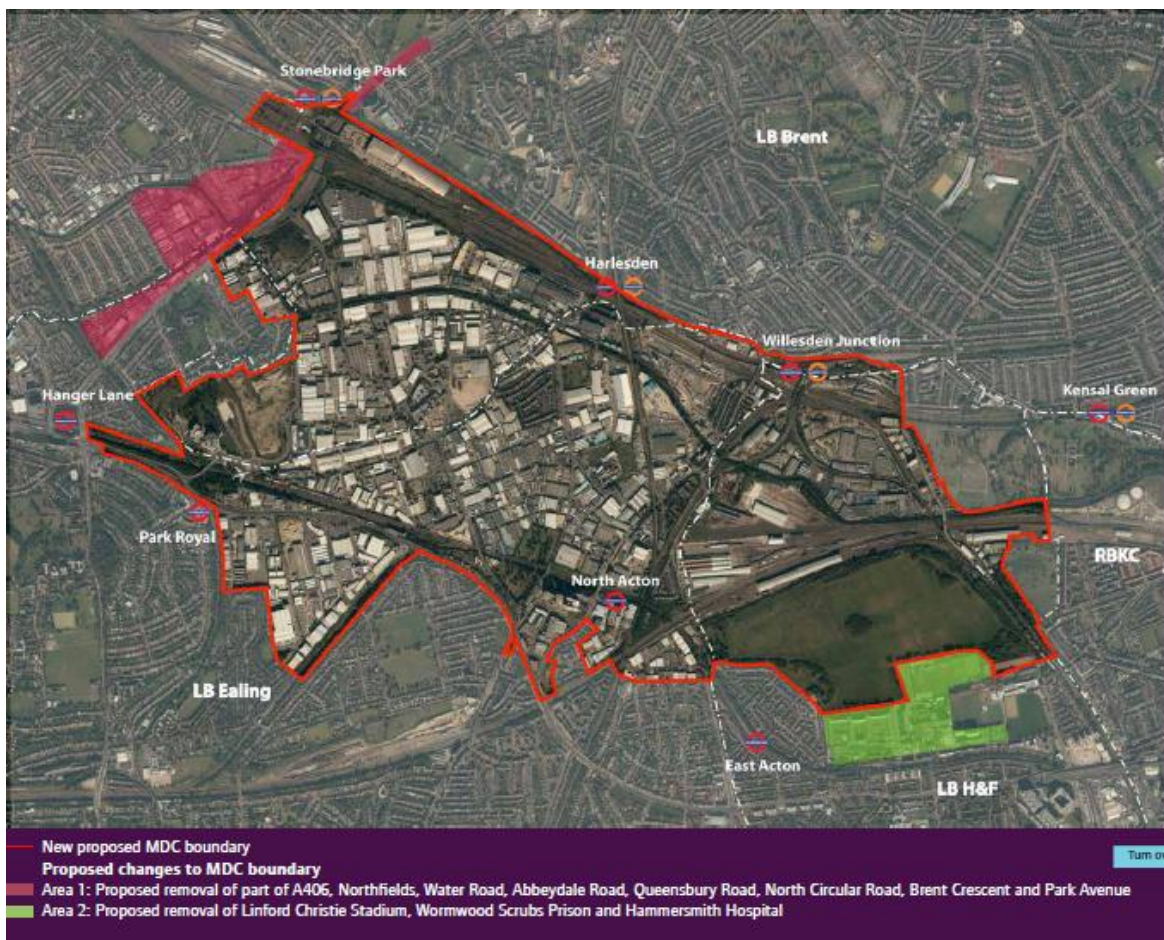 Stonebridge Park
LB Brent
Harlesden
Willesden Junction
Hanger Lane
Kensal Green
Park Royal
RBKC
North Acton
LB Ealing
East Acton
LB H&F
New proposed MDC boundary
Turn ov
Proposed changes to MDC boundary
Area 1: Proposed removal of part of A406, Northfields, Water Road, Abbeydale Road, Queensbury Road, North Circular Road, Brent Crescent and Park Avenue
Area 2: Proposed removal of Linford Christie Stadium, Wormwood Scrubs Prison and Hammersmith Hospital